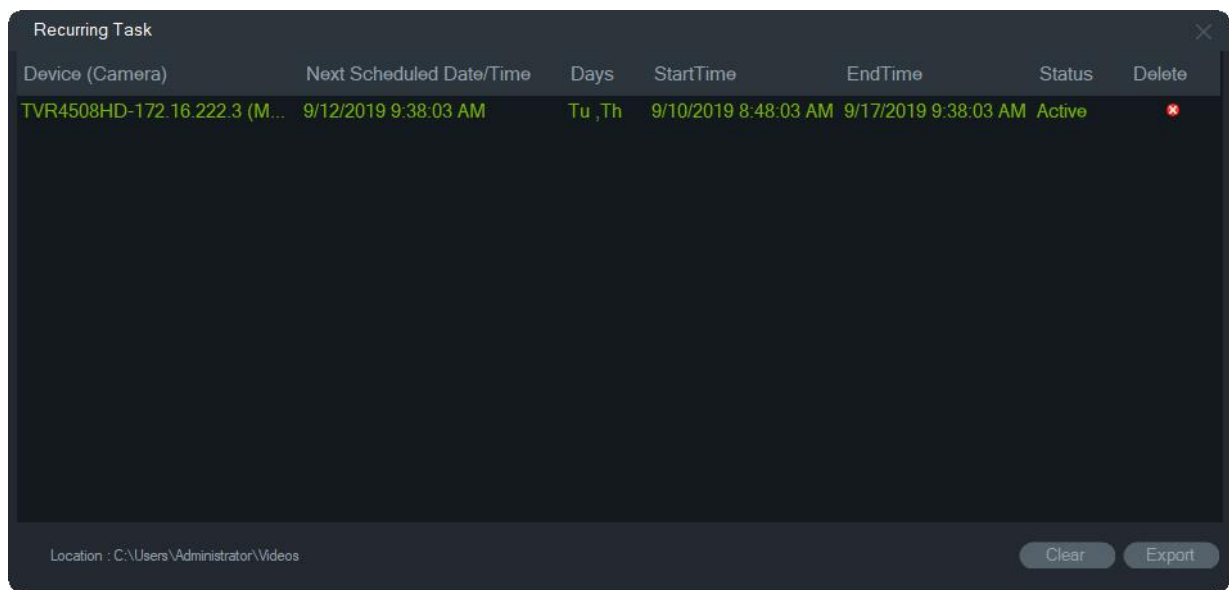 Recurring Task
Device (Camera) Next Scheduled Date/Time Days StartTime EndTime Status Delete
TVR4508HD-172.16.222.3 (M... 9/12/2019 9:38:03 AM Tu ,Th 9/10/2019 8:48:03 AM 9/17/2019 9:38:03 AM Active
Location : C:\Users\Administrator\Videos Clear Export